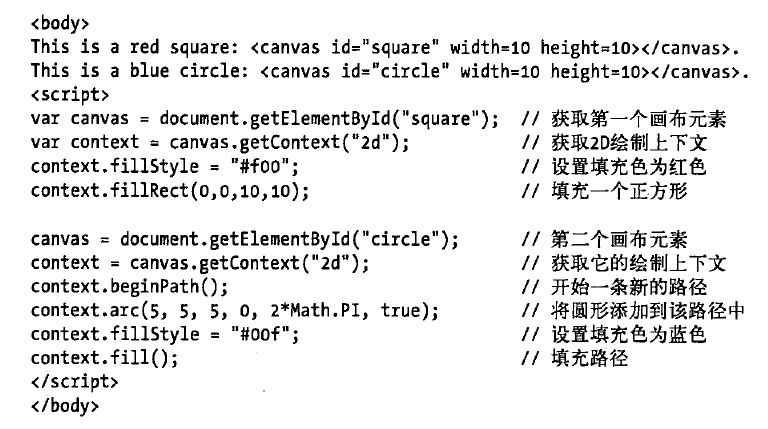 <body>
This is a red square: <canvas id="square" width=10 height=10></canvas>.
This is a blue circle: <canvas id="circle" width=10 height=10></canvas>.
<script>
var canvas = document.getElementById("square");  // 获取第一个画布元素
var context = canvas.getContext("2d");  // 获取2D绘制上下文
context.fillStyle = "#f00";  // 设置填充色为红色
context.fillRect(0,0,10,10);  // 填充一个正方形

canvas = document.getElementById("circle");  // 第二个画布元素
context = canvas.getContext("2d");  // 获取它的绘制上下文
context.beginPath();  // 开始一条新的路径
context.arc(5, 5, 5, 0, 2*Math.PI, true);  // 将圆形添加到该路径中
context.fillStyle = "#00f";  // 设置填充色为蓝色
context.fill();  // 填充路径
</script>
</body>